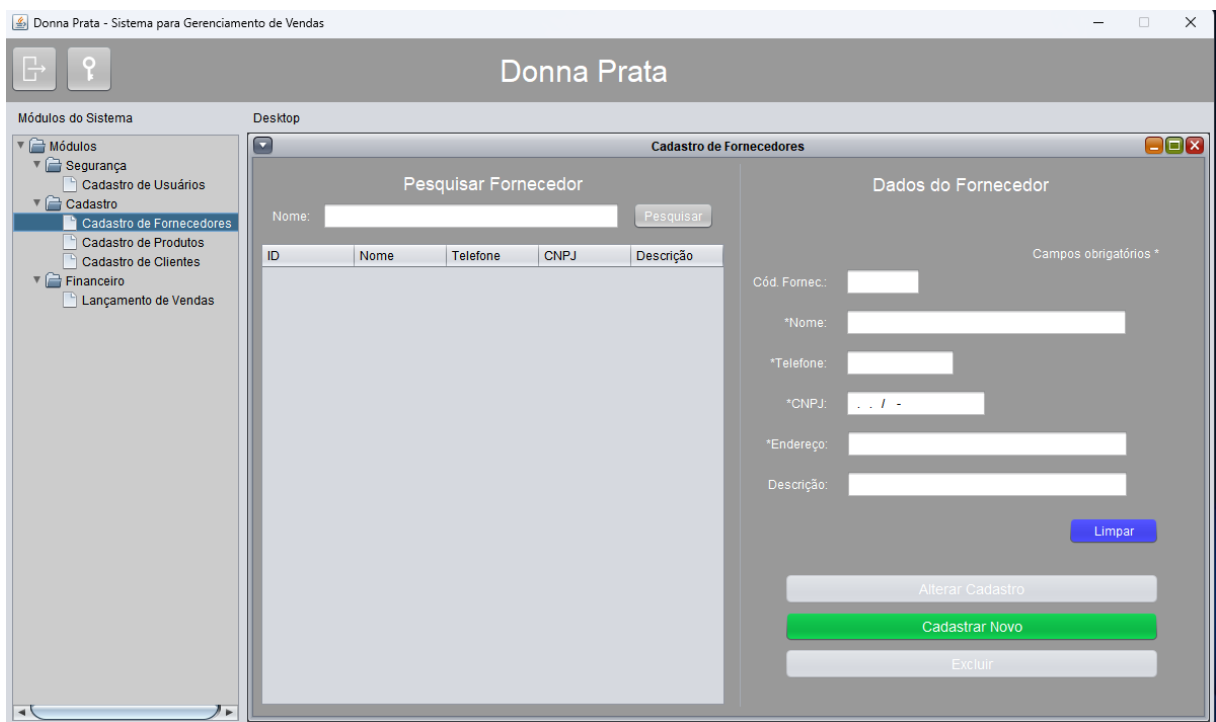 Donna Prata - Sistema para Gerenciamento de Vendas
Donna Prata
Módulos do Sistema
Desktop
Módulos
Segurança
Cadastro de Usuários
Cadastro
Cadastro de Fornecedores
Cadastro de Produtos
Cadastro de Clientes
Financeiro
Lançamento de Vendas
Cadastro de Fornecedores
Pesquisar Fornecedor
Nome: Pesquisar
ID Nome Telefone CNPJ Descrição
Dados do Fornecedor
Campos obrigatórios *
Cód. Fornec.:
*Nome:
*Telefone:
*CNPJ: . . / -
*Endereço:
Descrição:
Limpar
Alterar Cadastro
Cadastrar Novo
Excluir